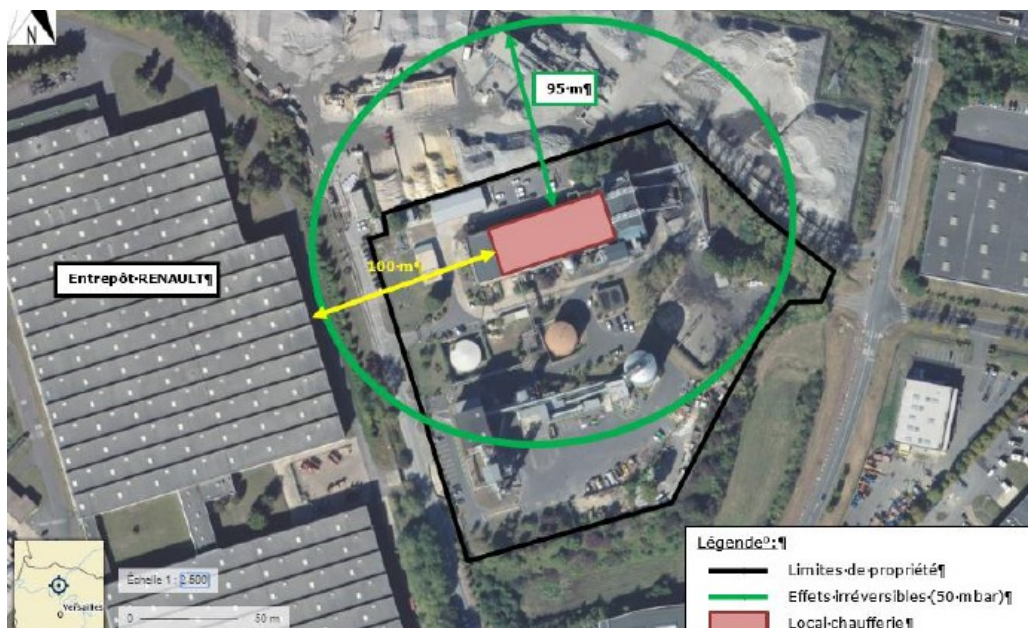 N
95·m¶
100·m¶
Entrepôt·RENAULT¶
Échelle 1 : 2 500
Versailles
0 50 m
Légende°:¶
Limites·de·propriété¶
Effets·irréversibles·(50·mbar)¶
Local·chaufferie¶